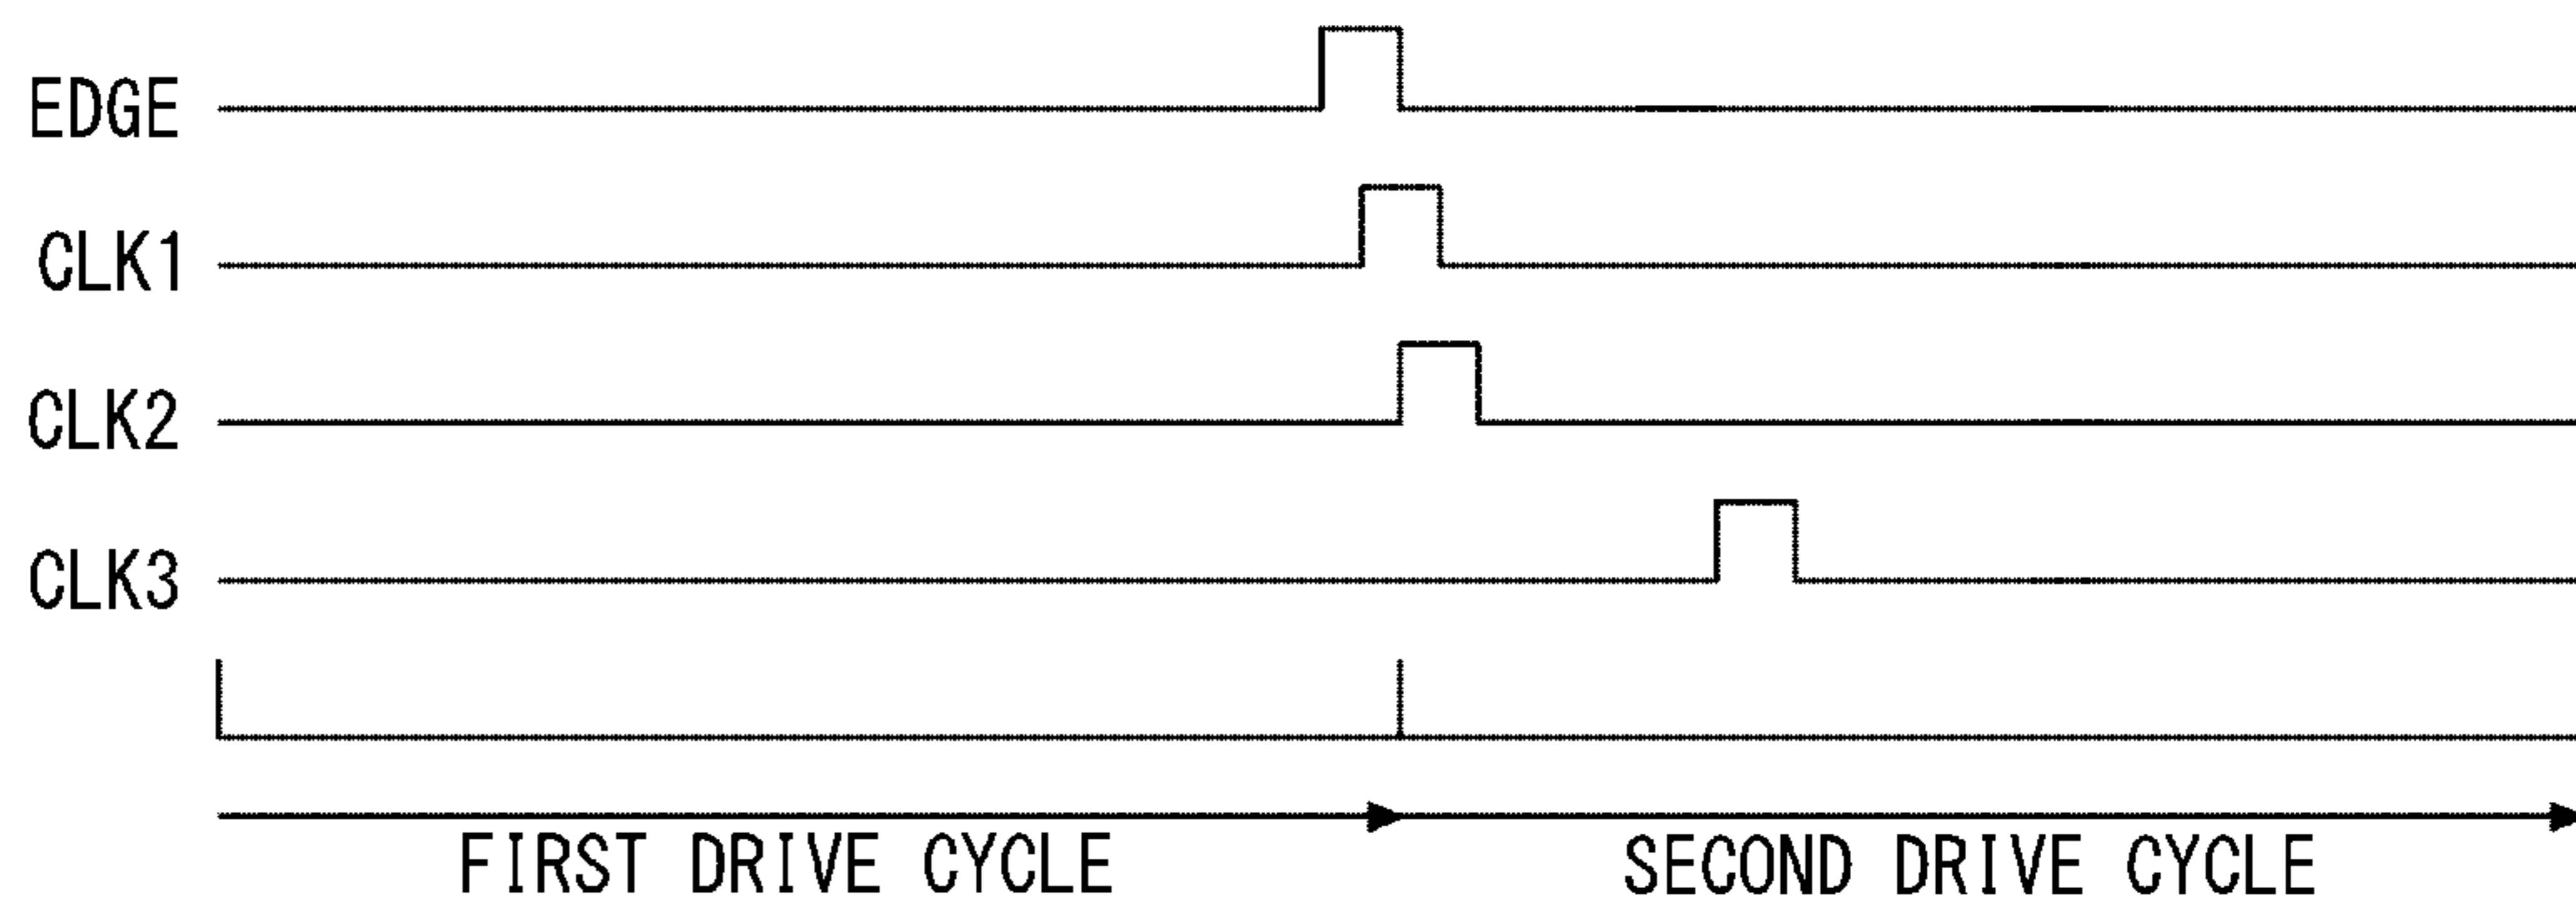 EDGE
CLK1
CLK2
CLK3
FIRST DRIVE CYCLE
SECOND DRIVE CYCLE